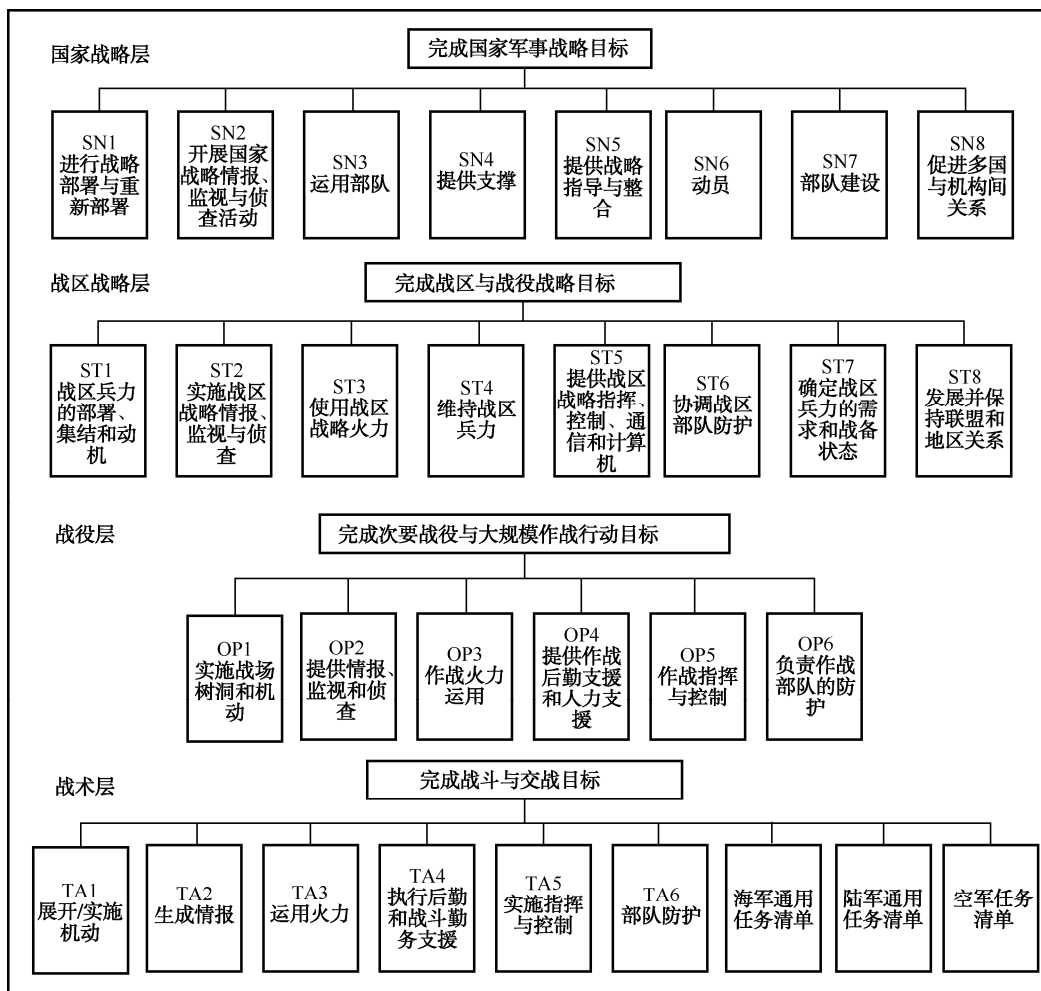 国家战略层
完成国家军事战略目标
SN1
进行战略
部署与重
新部署
SN2
开展国家
战略情报、
监视与侦
查活动
SN3
运用部队
SN4
提供支撑
SN5
提供战略
指导与整
合
SN6
动员
SN7
部队建设
SN8
促进多国
与机构间
关系
战区战略层
完成战区与战役战略目标
ST1
战区兵力
的部署、
集结和动
机
ST2
实施战区
战略情报、
监视与侦
查
ST3
使用战区
战略火力
ST4
维持战区
兵力
ST5
提供战区
战略指挥、
控制、通
信和计算
机
ST6
协调战区
部队防护
ST7
确定战区
兵力的需
求和战备
状态
ST8
发展并保
持联盟和
地区关系
战役层
完成次要战役与大规模作战行动目标
OP1
实施战场
树洞和机
动
OP2
提供情报、
监视和侦
查
OP3
作战火力
运用
OP4
提供作战
后勤支援
和人力支
援
OP5
作战指挥
与控制
OP6
负责作战
部队的防
护
战术层
完成战斗与交战目标
TA1
展开/实施
机动
TA2
生成情报
TA3
运用火力
TA4
执行后勤
和战斗勤
务支援
TA5
实施指挥
与控制
TA6
部队防护
海军通用
任务清单
陆军通用
任务清单
空军任务
清单